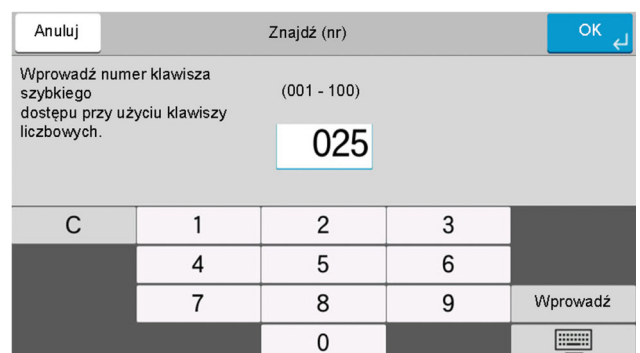 Anuluj
Znajdź (nr)
OK
Wprowadź numer klawisza
szybkiego
dostępu przy użyciu klawiszy
liczbowych.
(001 - 100)
025
C 1 2 3
4 5 6
7 8 9 Wprowadź
0